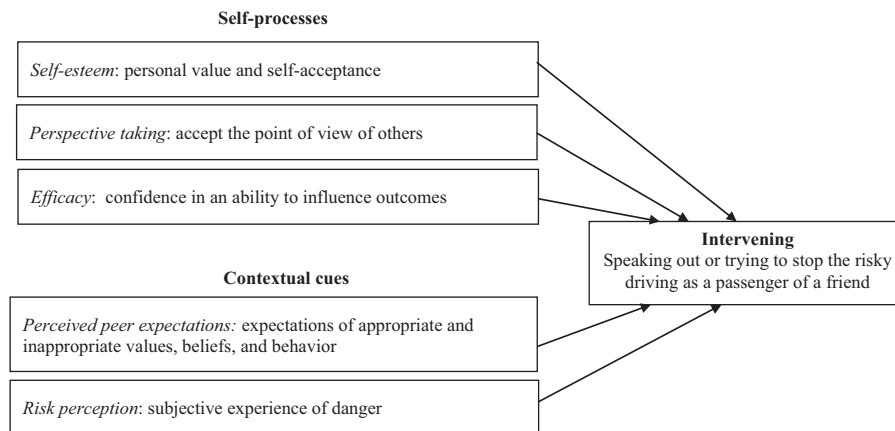 Self-processes
Self-esteem: personal value and self-acceptance
Perspective taking: accept the point of view of others
Efficacy: confidence in an ability to influence outcomes
Intervening
Speaking out or trying to stop the risky
driving as a passenger of a friend
Contextual cues
Perceived peer expectations: expectations of appropriate and
inappropriate values, beliefs, and behavior
Risk perception: subjective experience of danger